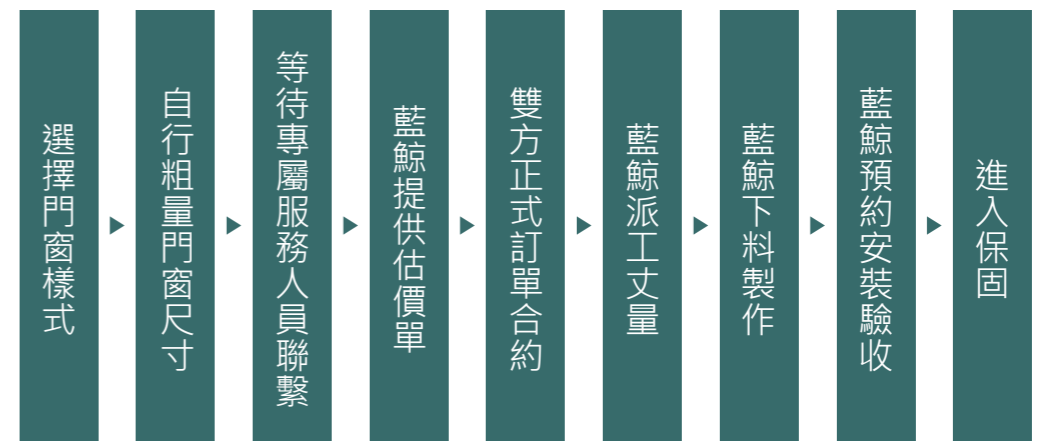 選擇門窗樣式
自行粗量門窗尺寸
等待專屬服務人員聯繫
藍鯨提供估價單
雙方正式訂單合約
藍鯨派工丈量
藍鯨下料製作
藍鯨預約安裝驗收
進入保固